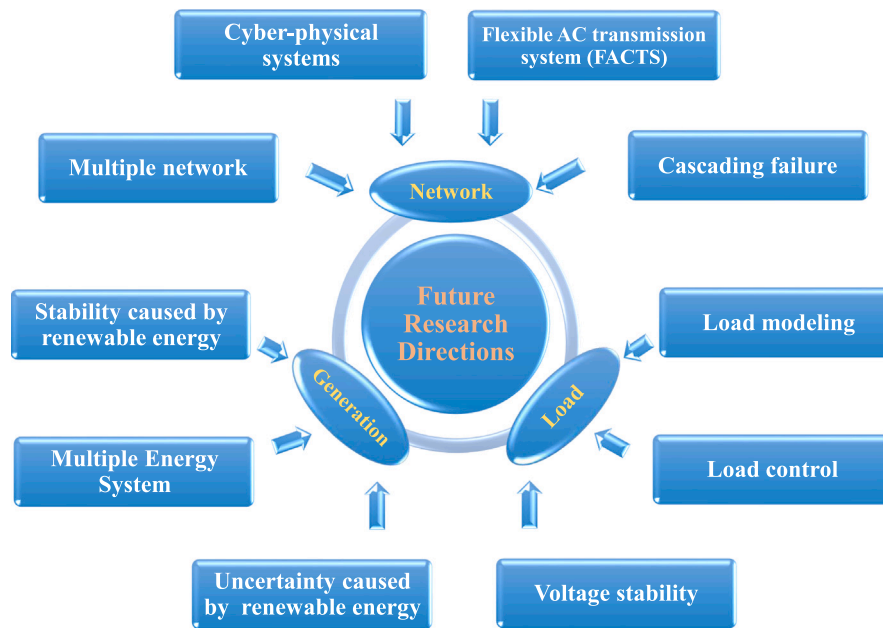 Cyber-physical
systems
Flexible AC transmission
system (FACTS)
Multiple network
Network
Cascading failure
Stability caused by
renewable energy
Future
Research
Directions
Load modeling
Generation
Load
Multiple Energy
System
Load control
Uncertainty caused
by renewable energy
Voltage stability